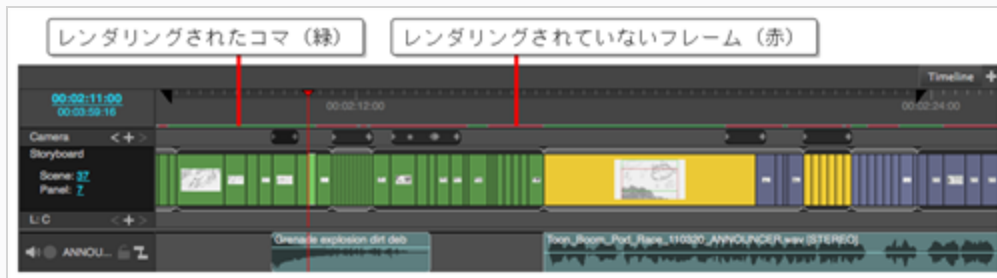 レンダリングされたコマ（緑）
レンダリングされていないフレーム（赤）
Timeline
00:02:11:00
00:03:59:16
00:02:12:00
00:02:24:00
Camera
Storyboard
Scene: 37
Panel: 7
L: C
ANNOU...
Grenade explosion dirt deb
Toon_Boom_Pod_Race_110320_ANNOUNCER.wav [STEREO]